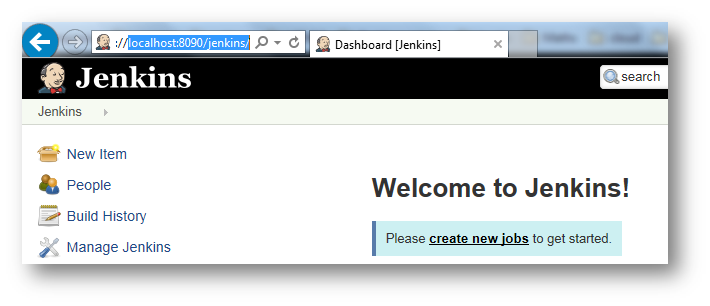 ://localhost:8090/jenkins/
Dashboard [Jenkins]
Jenkins
search
Jenkins
New Item
People
Build History
Manage Jenkins
Welcome to Jenkins!
Please create new jobs to get started.